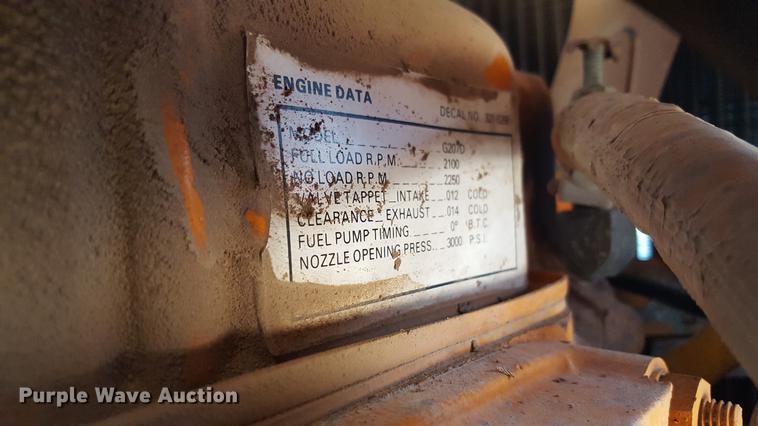 ENGINE DATA
DECAL NO.
MODEL G207D
FULL LOAD R.P.M. 2100
NO LOAD R.P.M. 2250
VALVE TAPPET INTAKE 012 COLD
CLEARANCE EXHAUST 014 COLD
FUEL PUMP TIMING 0° B.T.C.
NOZZLE OPENING PRESS. 3000 P.S.I.
Purple Wave Auction